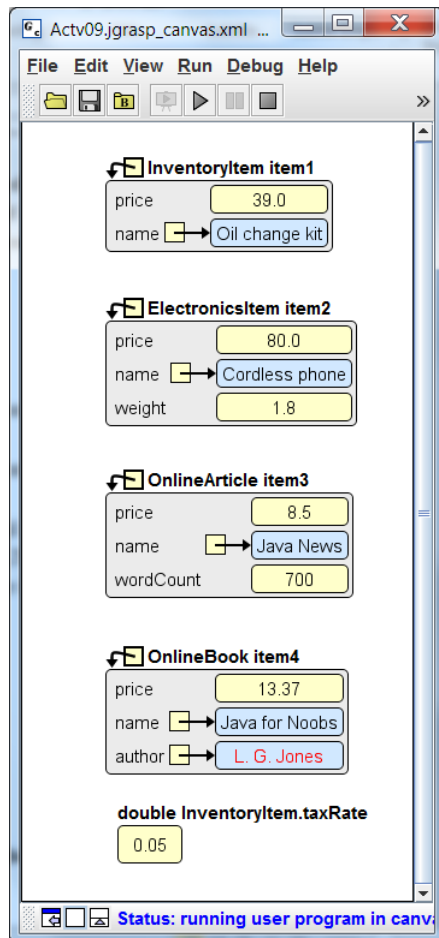 Actv09.jgrasp_canvas.xml ...
File Edit View Run Debug Help
B
»
InventoryItem item1
price 39.0
name Oil change kit
ElectronicsItem item2
price 80.0
name Cordless phone
weight 1.8
OnlineArticle item3
price 8.5
name Java News
wordCount 700
OnlineBook item4
price 13.37
name Java for Noobs
author L. G. Jones
double InventoryItem.taxRate
0.05
Status: running user program in canva